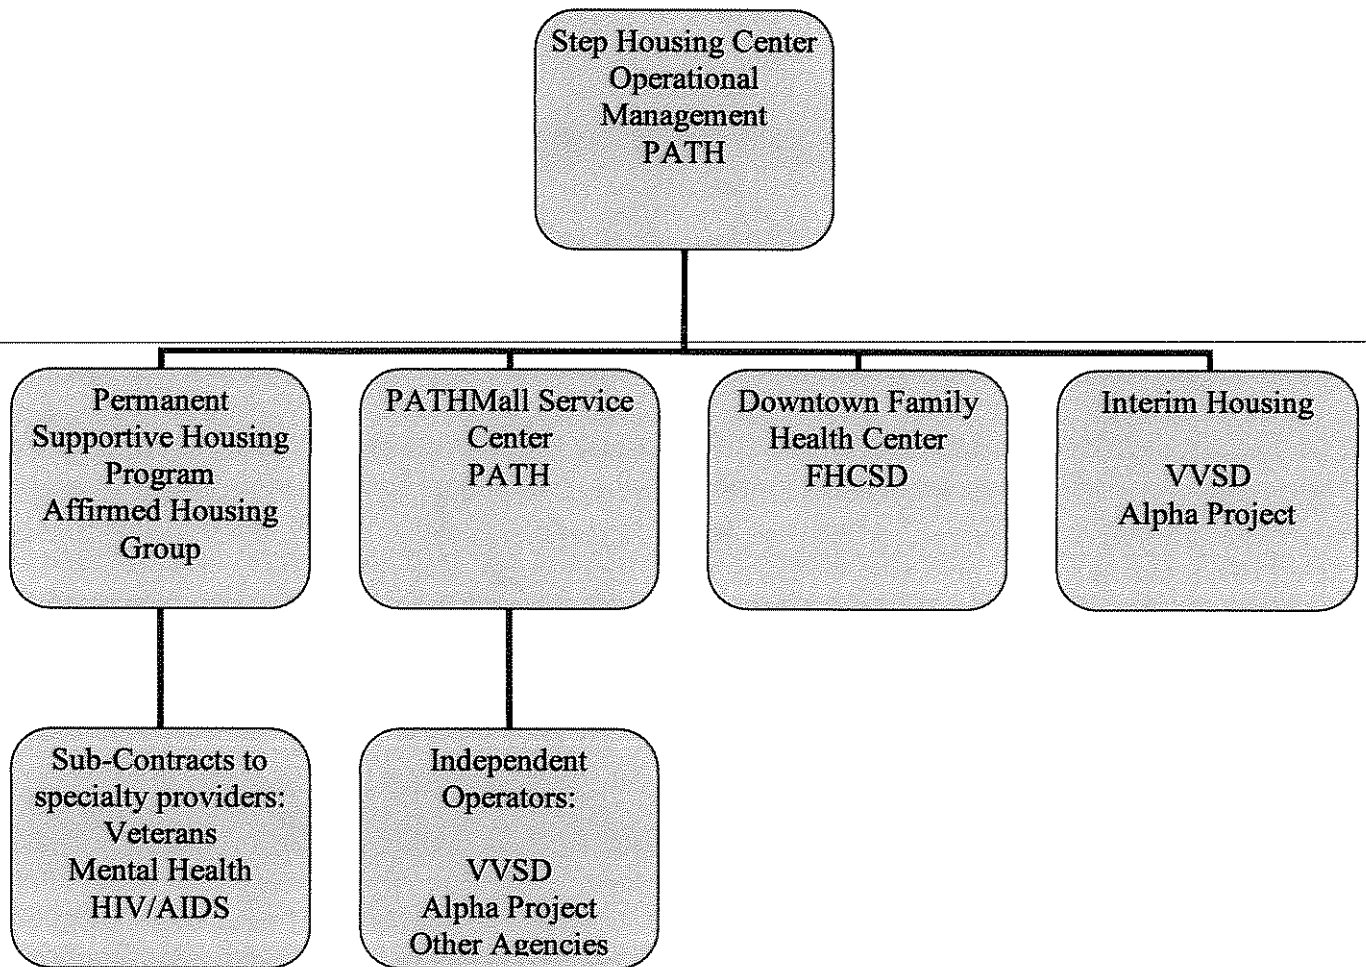 Step Housing Center
Operational
Management
PATH
Permanent
Supportive Housing
Program
Affirmed Housing
Group
PATHMall Service
Center
PATH
Downtown Family
Health Center
FHCSD
Interim Housing
VVSD
Alpha Project
Sub-Contracts to
specialty providers:
Veterans
Mental Health
HIV/AIDS
Independent
Operators:
VVSD
Alpha Project
Other Agencies